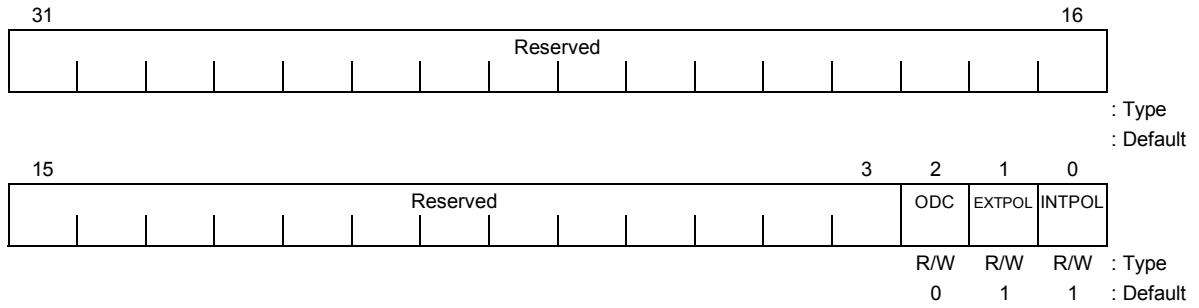 31 16
Reserved
: Type
: Default
15 3 2 1 0
Reserved ODC EXTPOL INTPOL
R/W R/W R/W : Type
0 1 1 : Default